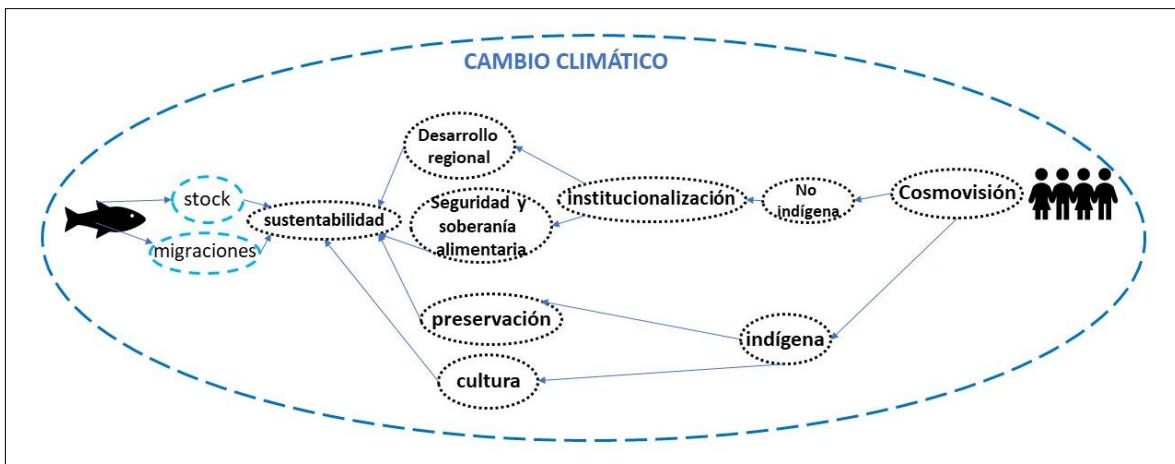 CAMBIO CLIMÁTICO
Desarrollo
regional
stock
sustentabilidad
migraciones
Seguridad y
soberanía
alimentaria
institucionalización
No
indígena
Cosmovisión
preservación
indígena
cultura